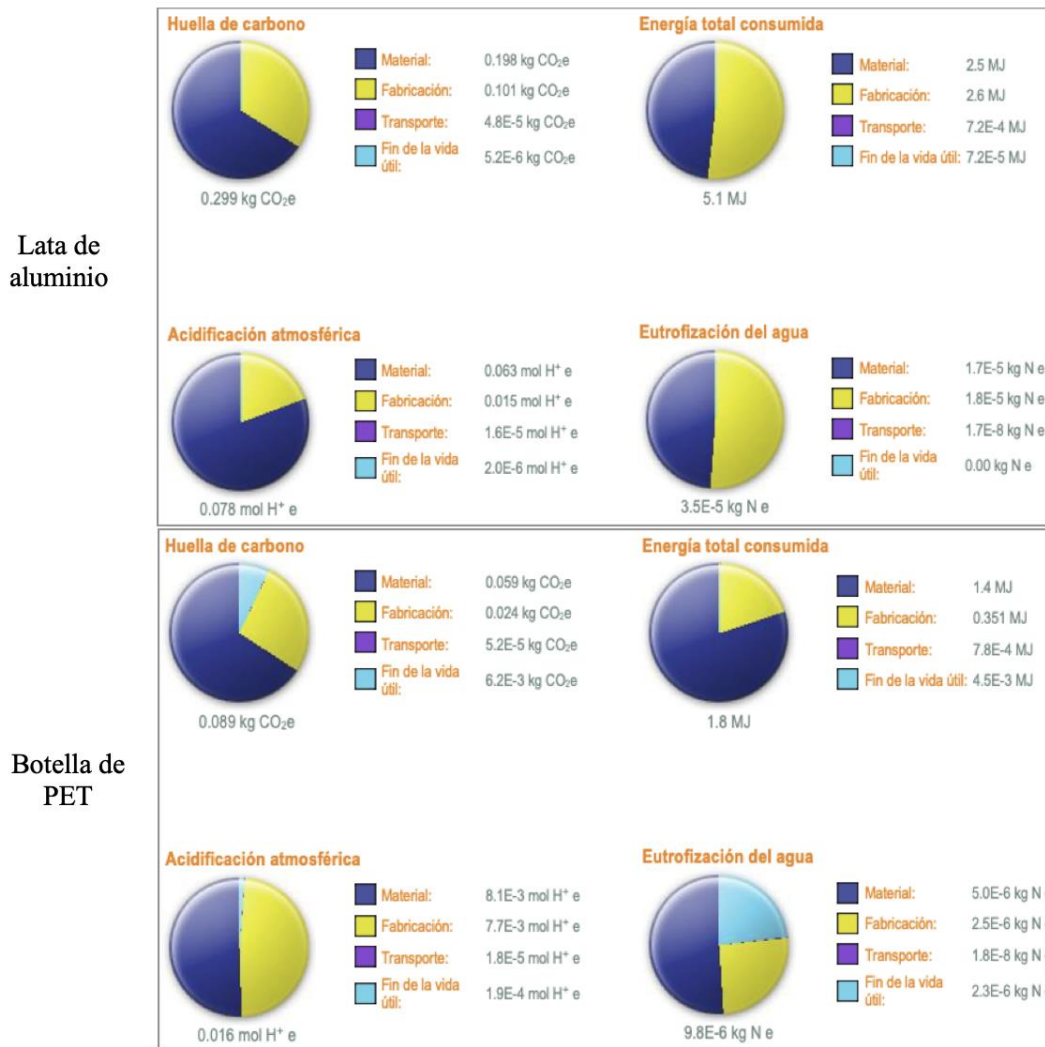 Lata de
aluminio
Huella de carbono
Material: 0.198 kg CO₂e
Fabricación: 0.101 kg CO₂e
Transporte: 4.8E-5 kg CO₂e
Fin de la vida
útil: 5.2E-6 kg CO₂e
0.299 kg CO₂e
Energía total consumida
Material: 2.5 MJ
Fabricación: 2.6 MJ
Transporte: 7.2E-4 MJ
Fin de la vida útil: 7.2E-5 MJ
5.1 MJ
Acidificación atmosférica
Material: 0.063 mol H⁺ e
Fabricación: 0.015 mol H⁺ e
Transporte: 1.6E-5 mol H⁺ e
Fin de la vida
útil: 2.0E-6 mol H⁺ e
0.078 mol H⁺ e
Eutrofización del agua
Material: 1.7E-5 kg N e
Fabricación: 1.8E-5 kg N e
Transporte: 1.7E-8 kg N e
Fin de la vida
útil: 0.00 kg N e
3.5E-5 kg N e
Botella de
PET
Huella de carbono
Material: 0.059 kg CO₂e
Fabricación: 0.024 kg CO₂e
Transporte: 5.2E-5 kg CO₂e
Fin de la vida
útil: 6.2E-3 kg CO₂e
0.089 kg CO₂e
Energía total consumida
Material: 1.4 MJ
Fabricación: 0.351 MJ
Transporte: 7.8E-4 MJ
Fin de la vida útil: 4.5E-3 MJ
1.8 MJ
Acidificación atmosférica
Material: 8.1E-3 mol H⁺ e
Fabricación: 7.7E-3 mol H⁺ e
Transporte: 1.8E-5 mol H⁺ e
Fin de la vida
útil: 1.9E-4 mol H⁺ e
0.016 mol H⁺ e
Eutrofización del agua
Material: 5.0E-6 kg N e
Fabricación: 2.5E-6 kg N e
Transporte: 1.8E-8 kg N e
Fin de la vida
útil: 2.3E-6 kg N e
9.8E-6 kg N e